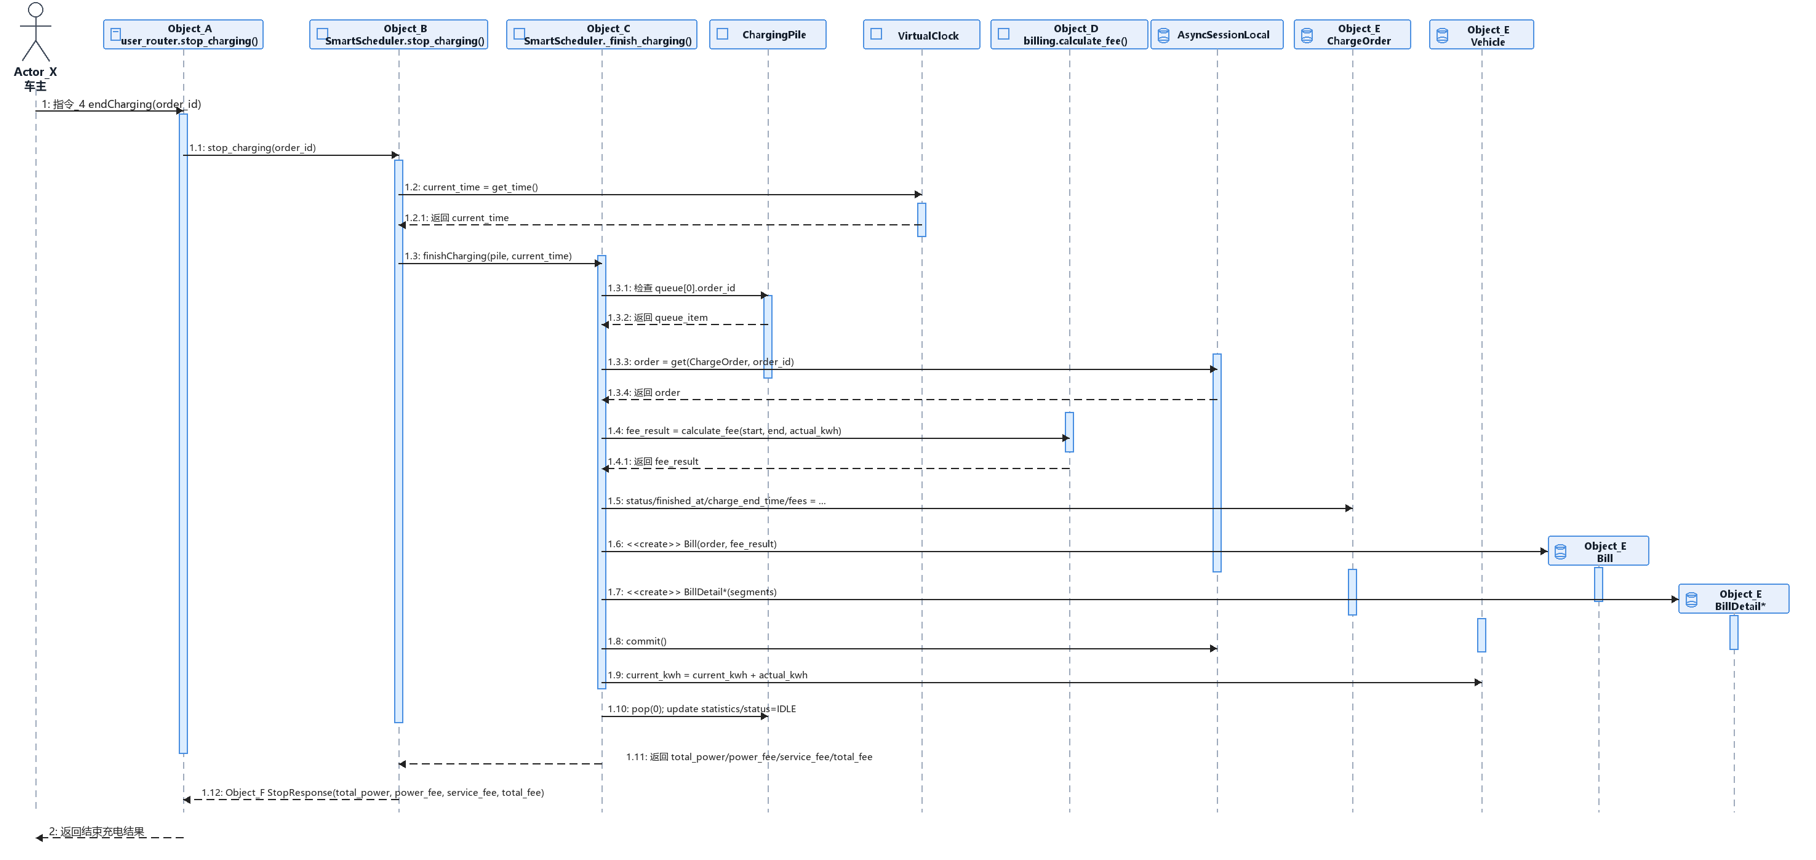 Actor_X
车主
Object_A
user_router.stop_charging()
Object_B
SmartScheduler.stop_charging()
Object_C
SmartScheduler._finish_charging()
ChargingPile
VirtualClock
Object_D
billing.calculate_fee()
AsyncSessionLocal
Object_E
ChargeOrder
Object_E
Vehicle
1: 指令_4 endCharging(order_id)
1.1: stop_charging(order_id)
1.2: current_time = get_time()
1.2.1: 返回 current_time
1.3: finishCharging(pile, current_time)
1.3.1: 检查 queue[0].order_id
1.3.2: 返回 queue_item
1.3.3: order = get(ChargeOrder, order_id)
1.3.4: 返回 order
1.4: fee_result = calculate_fee(start, end, actual_kwh)
1.4.1: 返回 fee_result
1.5: status/finished_at/charge_end_time/fees = ...
1.6: <<create>> Bill(order, fee_result)
Object_E
Bill
1.7: <<create>> BillDetail*(segments)
Object_E
BillDetail*
1.8: commit()
1.9: current_kwh = current_kwh + actual_kwh
1.10: pop(0); update statistics/status=IDLE
1.11: 返回 total_power/power_fee/service_fee/total_fee
1.12: Object_F StopResponse(total_power, power_fee, service_fee, total_fee)
2: 返回结束充电结果